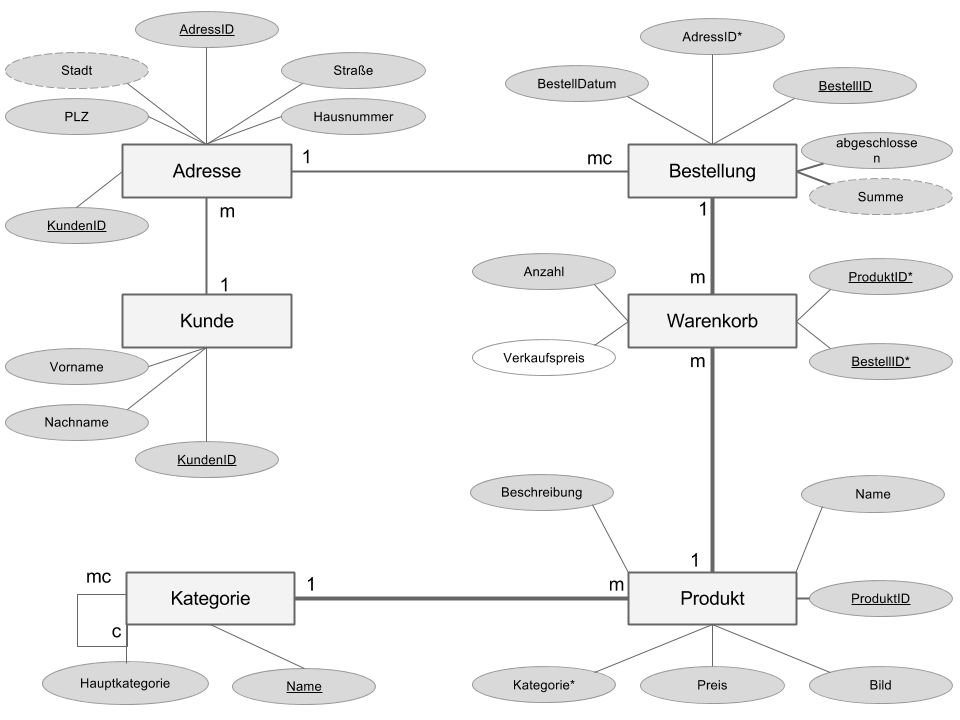 AdressID
AdressID*
Stadt
Straße
BestellDatum
BestellID
PLZ
Hausnummer
abgeschlosse
n
1
mc
Adresse
Bestellung
Summe
m
1
KundenID
Anzahl
ProduktID*
1
m
Kunde
Warenkorb
Verkaufspreis
BestellID*
Vorname
m
Nachname
KundenID
Beschreibung
Name
1
mc
1
m
Kategorie
Produkt
ProduktID
c
Hauptkategorie
Name
Kategorie*
Preis
Bild